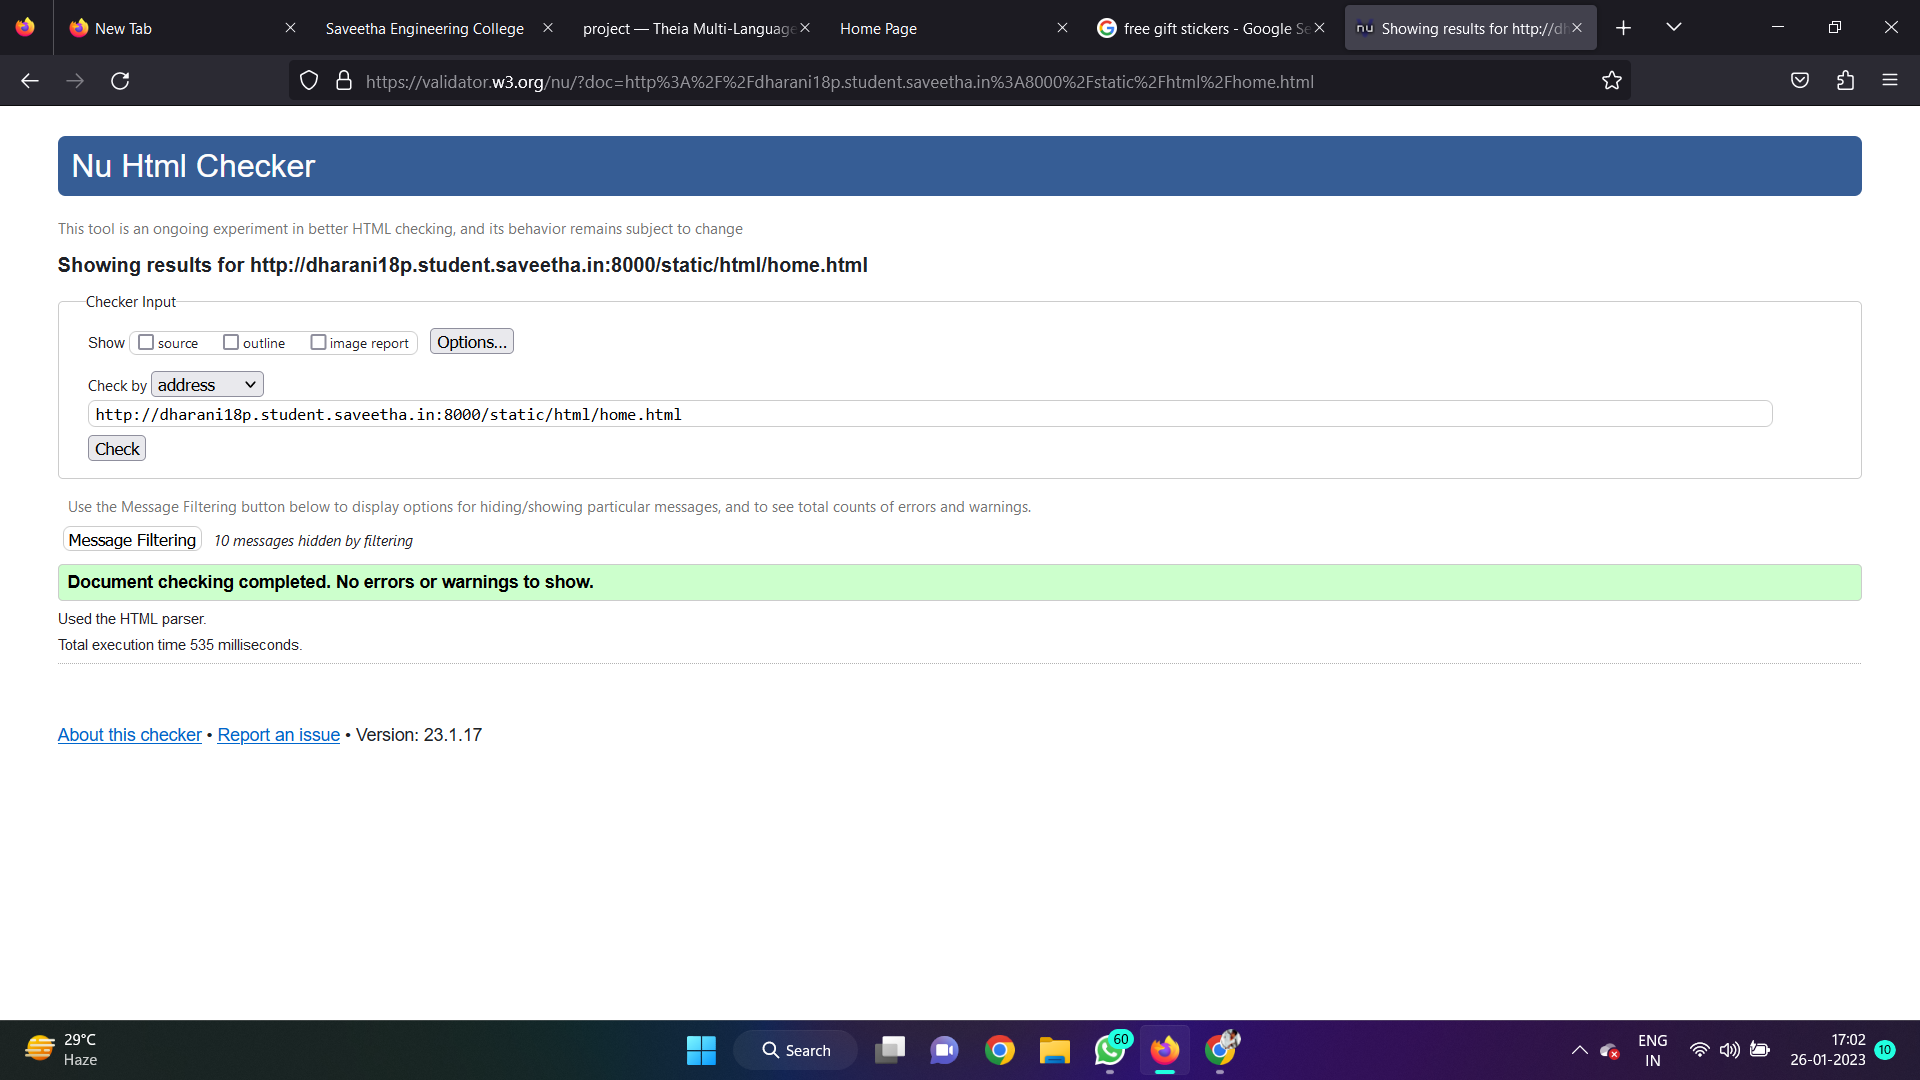 New Tab
Saveetha Engineering College
project — Theia Multi-Language
Home Page
free gift stickers - Google Se
nu Showing results for http://dh
https://validator.w3.org/nu/?doc=http%3A%2F%2Fdharani18p.student.saveetha.in%3A8000%2Fstatic%2Fhtml%2Fhome.html
Nu Html Checker
This tool is an ongoing experiment in better HTML checking, and its behavior remains subject to change
Showing results for http://dharani18p.student.saveetha.in:8000/static/html/home.html
Checker Input
Show source outline image report Options...
Check by address
http://dharani18p.student.saveetha.in:8000/static/html/home.html
Check
Use the Message Filtering button below to display options for hiding/showing particular messages, and to see total counts of errors and warnings.
Message Filtering 10 messages hidden by filtering
Document checking completed. No errors or warnings to show.
Used the HTML parser.
Total execution time 535 milliseconds.
About this checker • Report an issue • Version: 23.1.17
29°C
Haze
Search
60
ENG
IN
17:02
26-01-2023
10